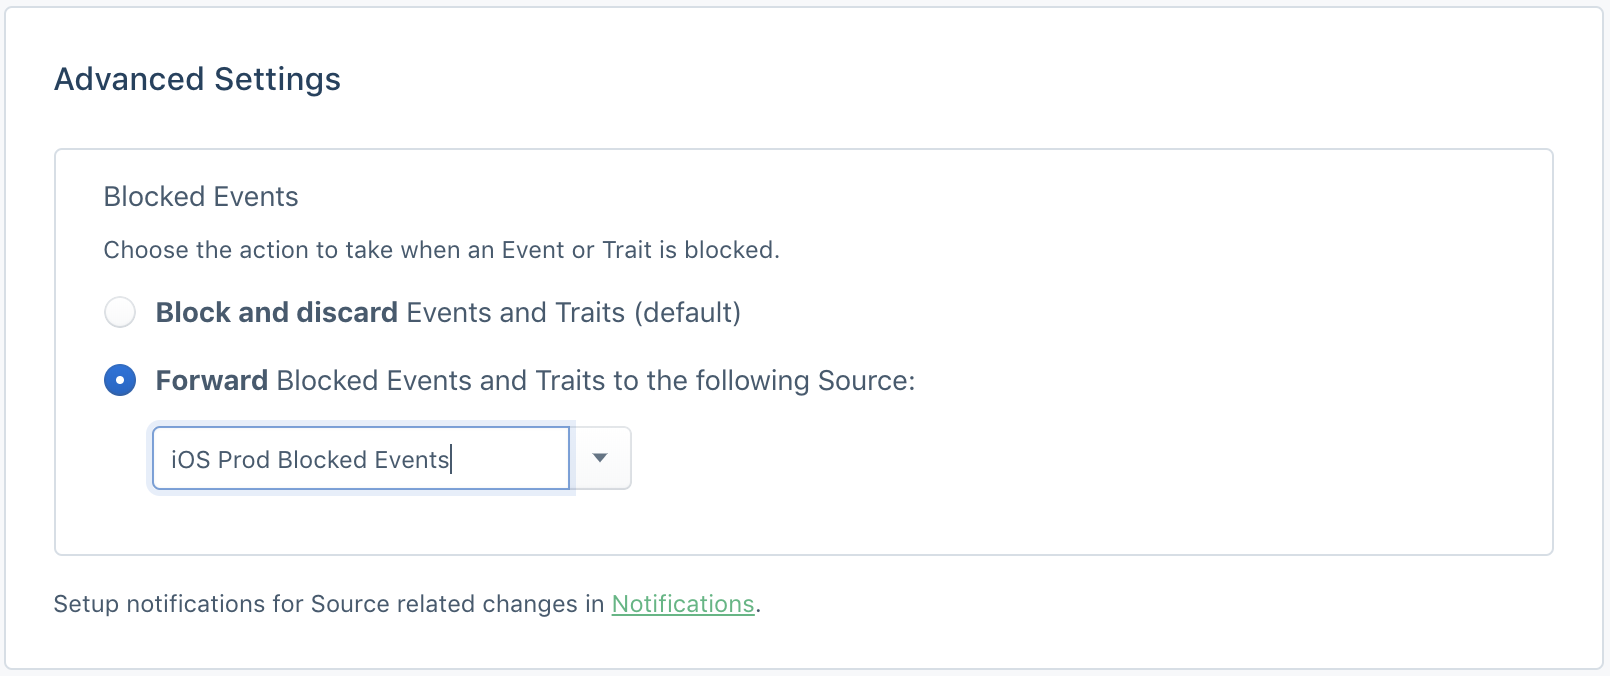 Advanced Settings
Blocked Events
Choose the action to take when an Event or Trait is blocked.
Block and discard Events and Traits (default)
Forward Blocked Events and Traits to the following Source:
iOS Prod Blocked Events
Setup notifications for Source related changes in Notifications.